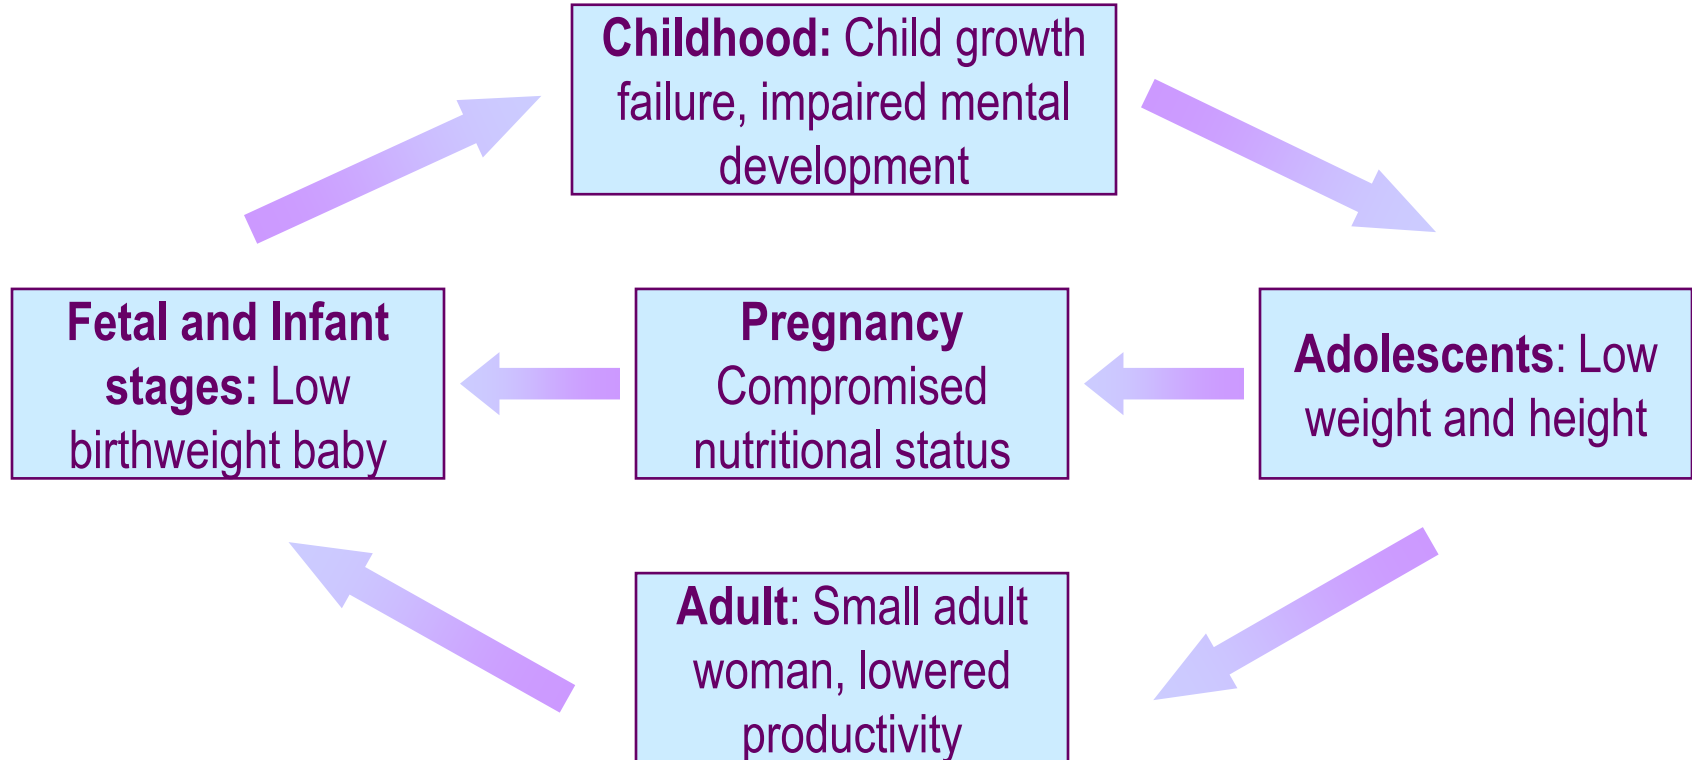 Childhood: Child growth
failure, impaired mental
development
Fetal and Infant
stages: Low
birthweight baby
Pregnancy
Compromised
nutritional status
Adolescents: Low
weight and height
Adult: Small adult
woman, lowered
productivity